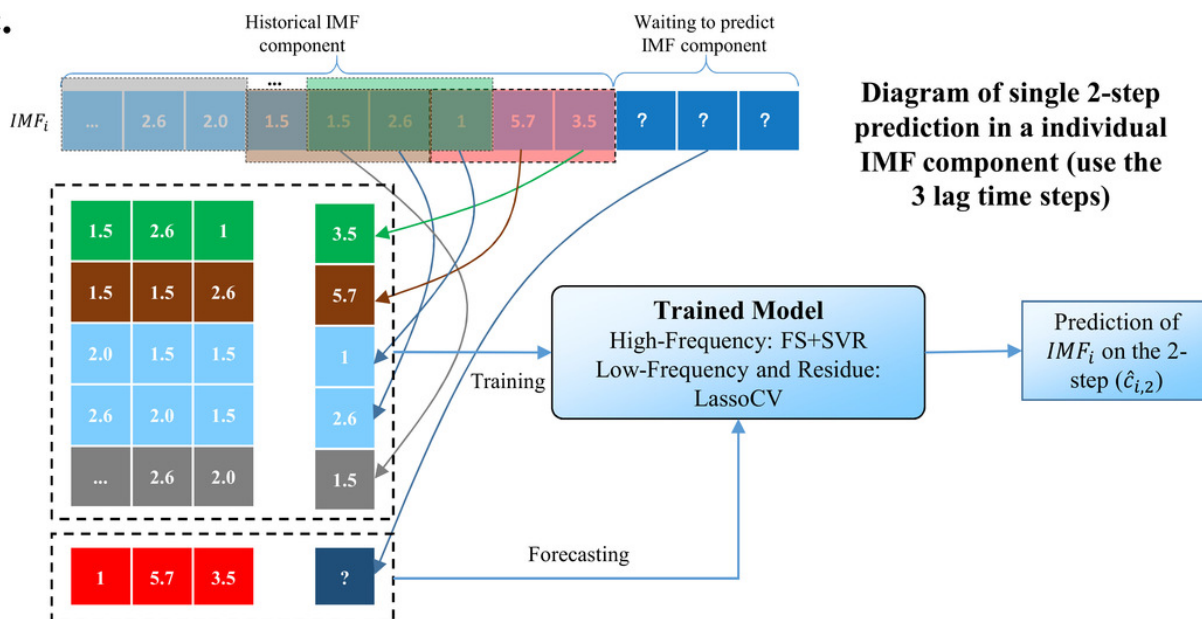 Historical IMF
component
Waiting to predict
IMF component
...
IMF_i ... 2.6 2.0 1.5 1.5 2.6 1 5.7 3.5 ? ? ?
Diagram of single 2-step
prediction in a individual
IMF component (use the
3 lag time steps)
1.5 2.6 1 3.5
1.5 1.5 2.6 5.7
2.0 1.5 1.5 1
2.6 2.0 1.5 2.6
... 2.6 2.0 1.5
Training
Trained Model
High-Frequency: FS+SVR
Low-Frequency and Residue:
LassoCV
Prediction of
IMF_i on the 2-
step (ĉ_{i,2})
1 5.7 3.5 ?
Forecasting